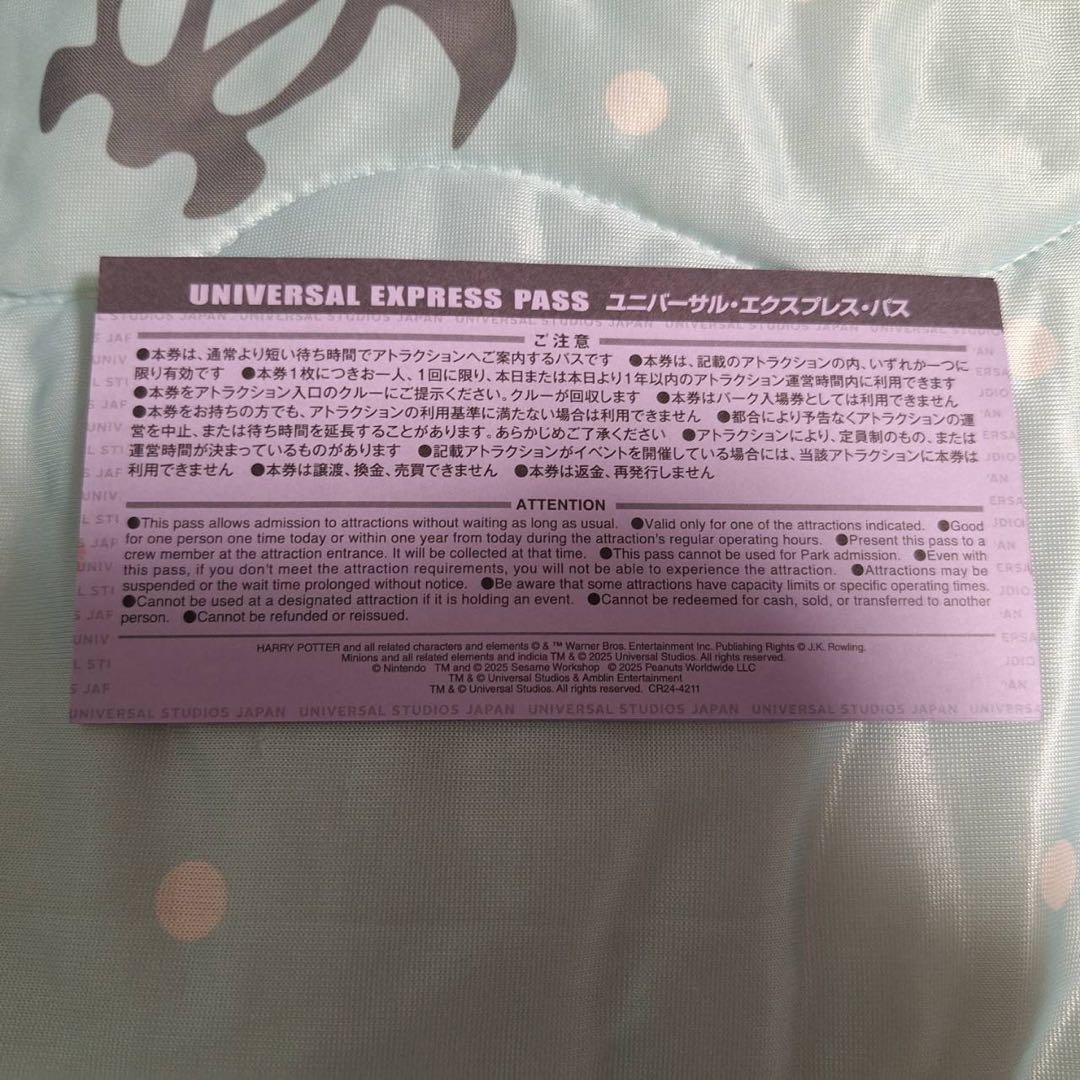 UNIVERSAL EXPRESS PASS ユニバーサル・エクスプレス・パス
UNIVERSAL STUDIOS JAPAN UNIVERSAL STUDIOS JAPAN UNIVERSAL STUDIOS JAPAN
ご注意
●本券は、通常より短い待ち時間でアトラクションへご案内するパスです ●本券は、記載のアトラクションの内、いずれか一つに
限り有効です ●本券1枚につきお一人、1回に限り、本日または本日より1年以内のアトラクション運営時間内に利用できます
●本券をアトラクション入口のクルーにご提示ください。クルーが回収します ●本券はパーク入場券としては利用できません
●本券をお持ちの方でも、アトラクションの利用基準に満たない場合は利用できません ●都合により予告なくアトラクションの運
営を中止、または待ち時間を延長することがあります。あらかじめご了承ください ●アトラクションにより、定員制のもの、または
運営時間が決まっているものがあります ●記載アトラクションがイベントを開催している場合には、当該アトラクションに本券は
利用できません ●本券は譲渡、換金、売買できません ●本券は返金、再発行しません
ATTENTION
●This pass allows admission to attractions without waiting as long as usual. ●Valid only for one of the attractions indicated. ●Good
for one person one time today or within one year from today during the attraction's regular operating hours. ●Present this pass to a
crew member at the attraction entrance. It will be collected at that time. ●This pass cannot be used for Park admission. ●Even with
this pass, if you don't meet the attraction requirements, you will not be able to experience the attraction. ●Attractions may be
suspended or the wait time prolonged without notice. ●Be aware that some attractions have capacity limits or specific operating times.
●Cannot be used at a designated attraction if it is holding an event. ●Cannot be redeemed for cash, sold, or transferred to another
person. ●Cannot be refunded or reissued.
HARRY POTTER and all related characters and elements © & ™ Warner Bros. Entertainment Inc. Publishing Rights © J.K. Rowling.
Minions and all related elements and indicia TM & © 2025 Universal Studios. All rights reserved.
© Nintendo TM and © 2025 Sesame Workshop © 2025 Peanuts Worldwide LLC
TM & © Universal Studios & Amblin Entertainment
TM & © Universal Studios. All rights reserved. CR24-4211
UNIVERSAL STUDIOS JAPAN UNIVERSAL STUDIOS JAPAN UNIVERSAL STUDIOS JAPAN UNIVERSAL STUDIOS JAPAN UNIVERSA